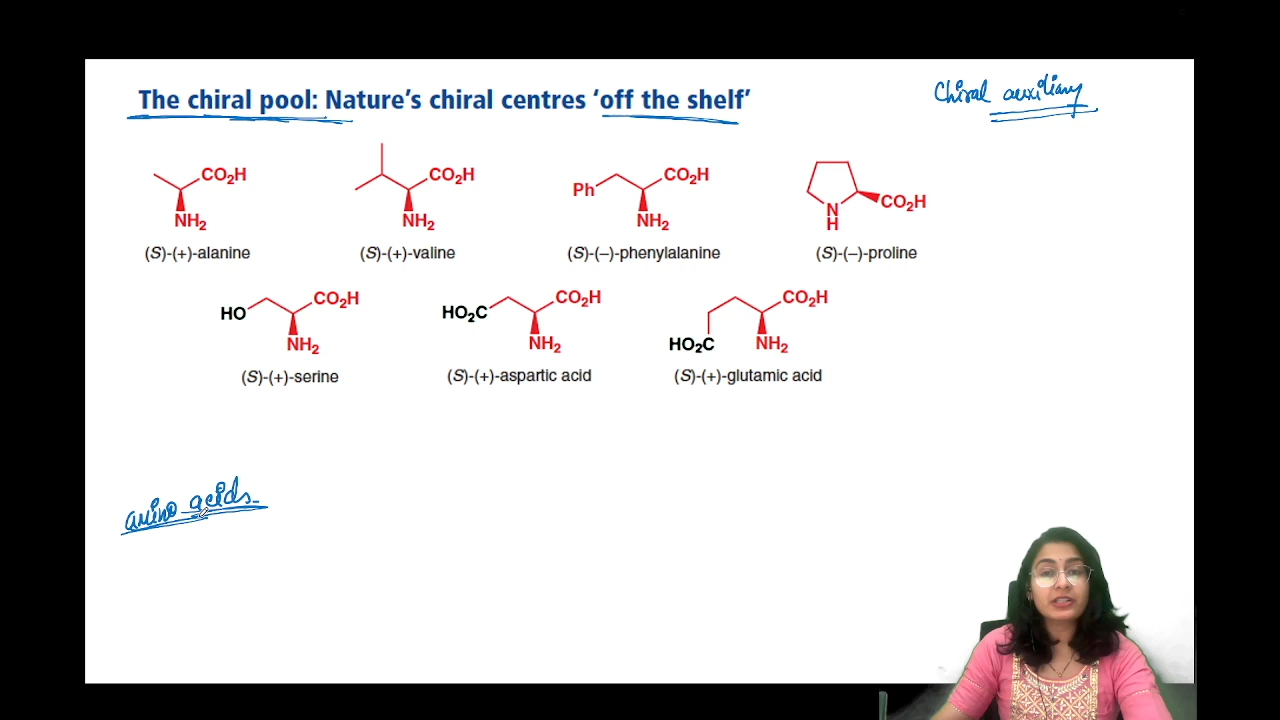 The chiral pool: Nature's chiral centres 'off the shelf'
Chiral auxiliary
CO₂H
NH₂
(S)-(+)-alanine
CO₂H
NH₂
(S)-(+)-valine
Ph
CO₂H
NH₂
(S)-(–)-phenylalanine
N
H
CO₂H
(S)-(–)-proline
HO
CO₂H
NH₂
(S)-(+)-serine
HO₂C
CO₂H
NH₂
(S)-(+)-aspartic acid
HO₂C
CO₂H
NH₂
(S)-(+)-glutamic acid
amino acids